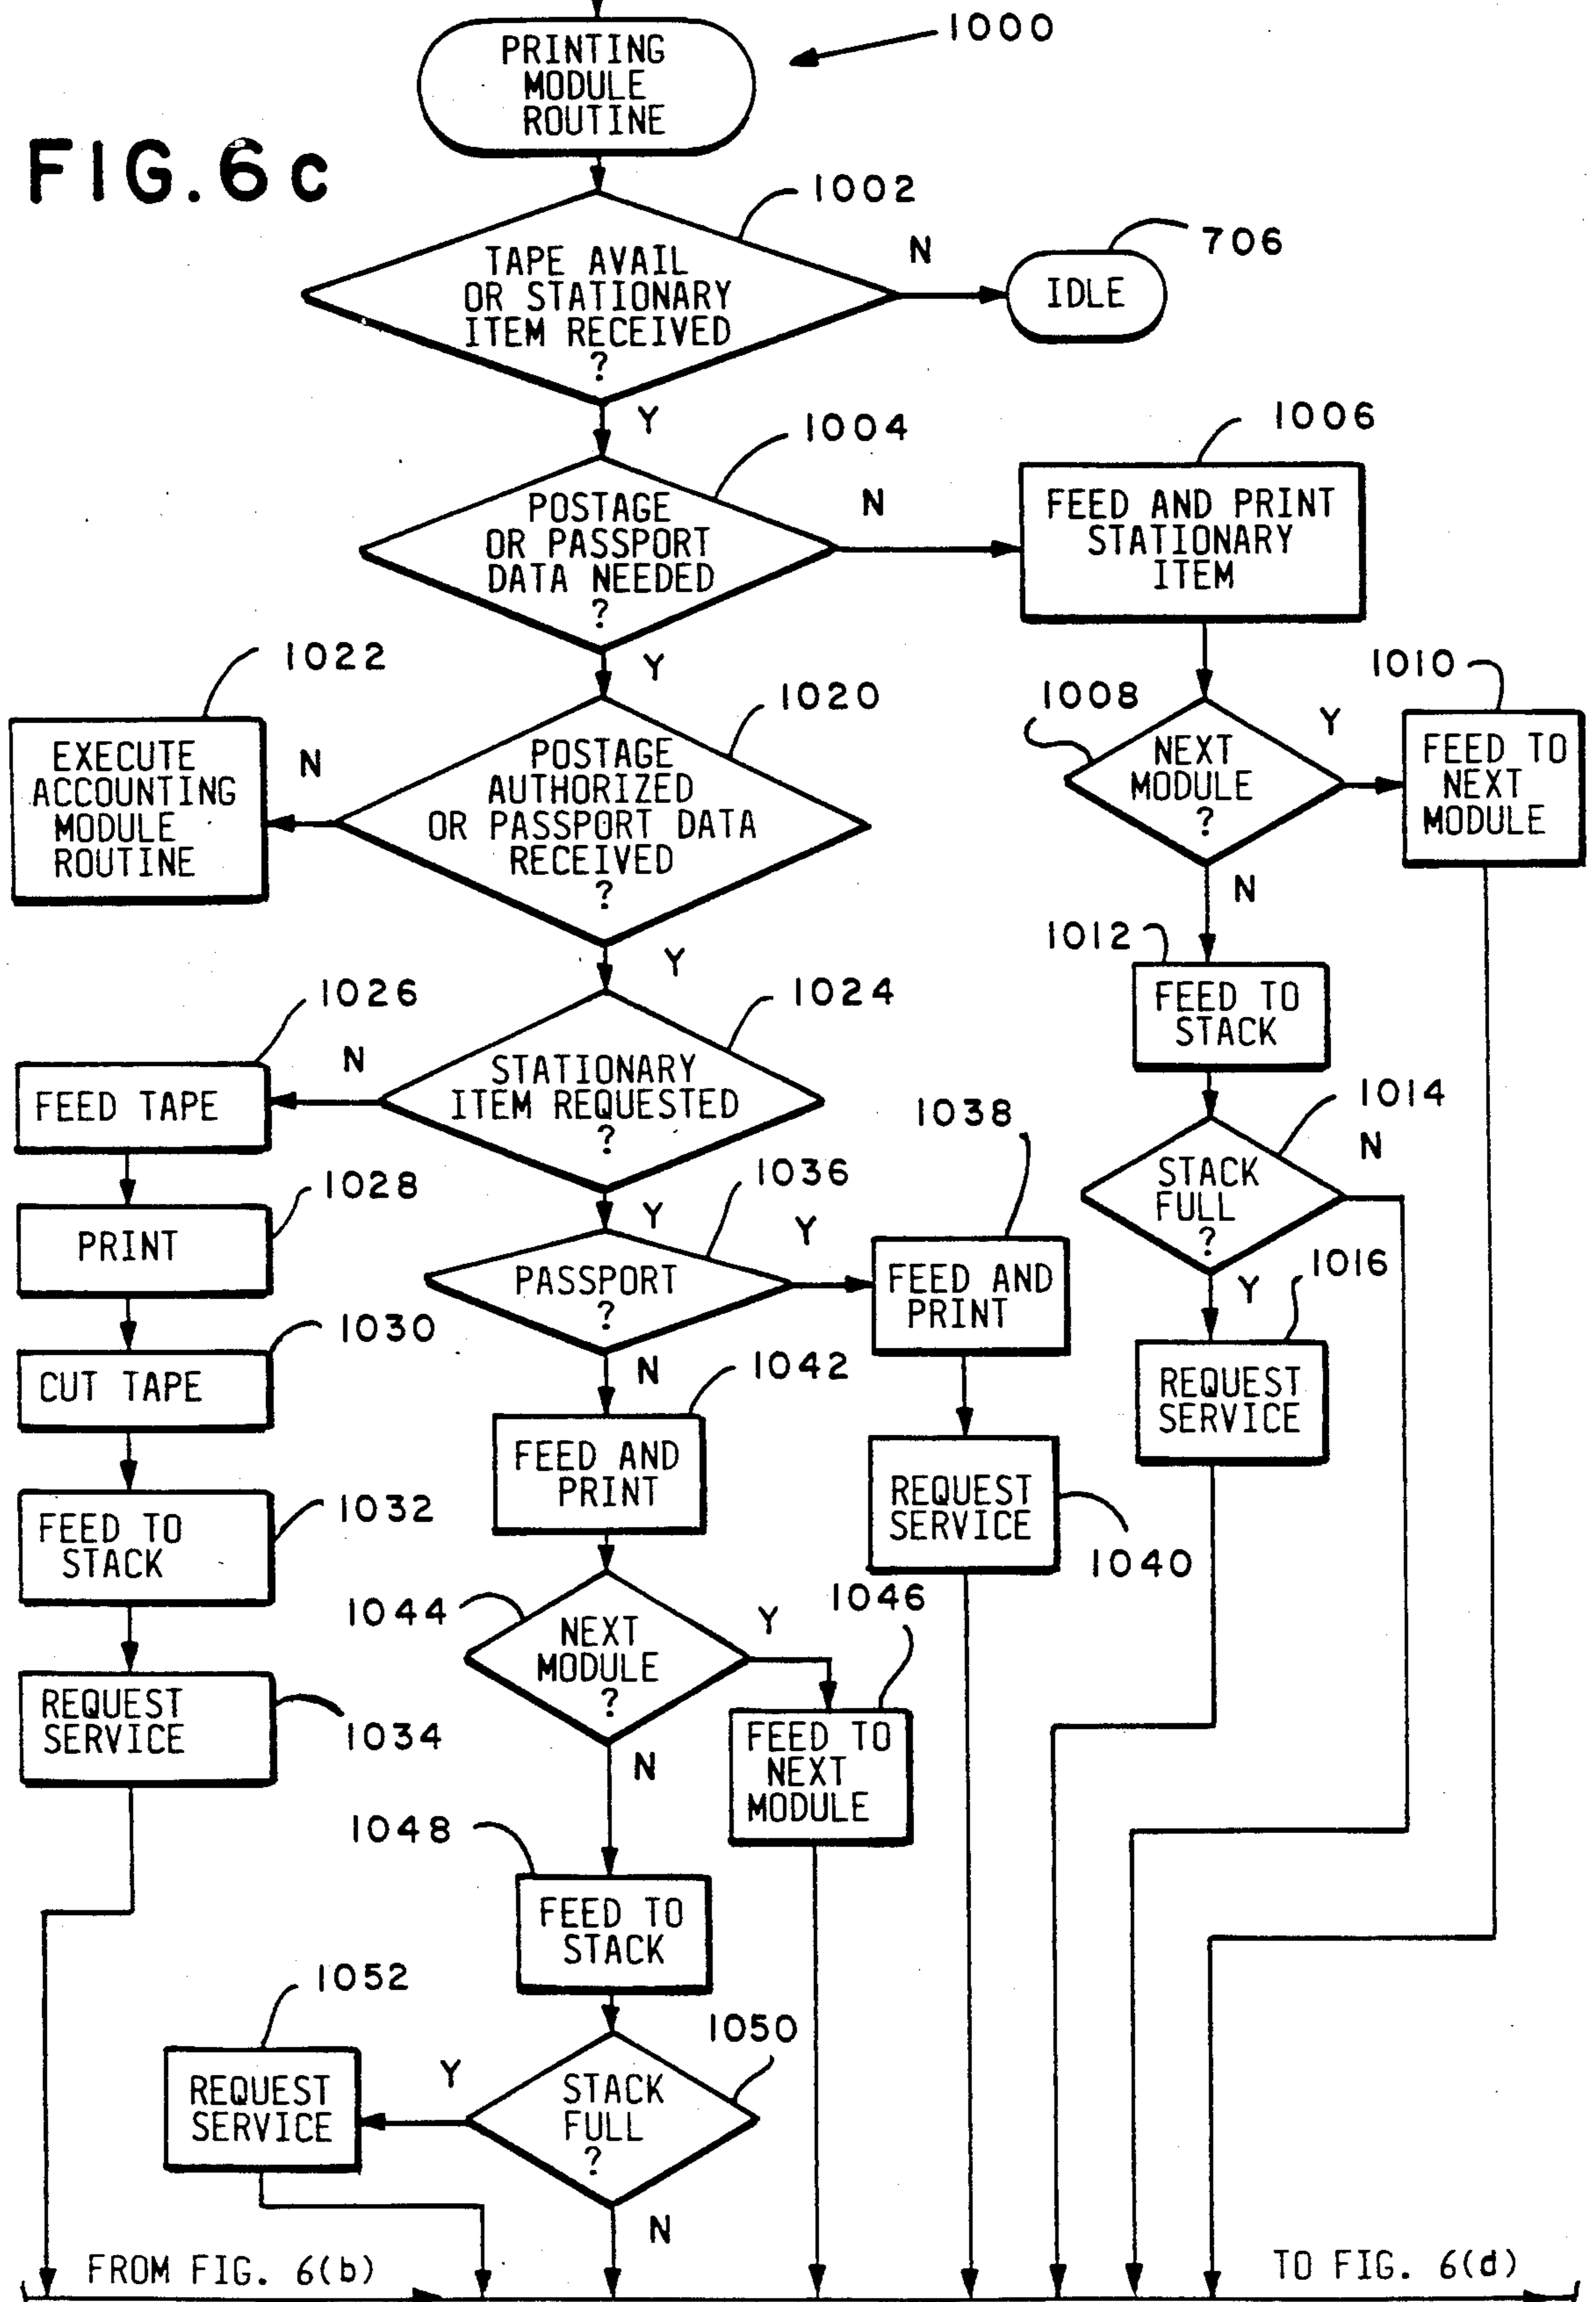 1000
PRINTING
MODULE
ROUTINE
FIG. 6c
1002
TAPE AVAIL
OR STATIONARY
ITEM RECEIVED
?
N
706
IDLE
Y
1004
POSTAGE
OR PASSPORT
DATA NEEDED
?
N
1006
FEED AND PRINT
STATIONARY
ITEM
Y
1022
EXECUTE
ACCOUNTING
MODULE
ROUTINE
N
1020
POSTAGE
AUTHORIZED
OR PASSPORT DATA
RECEIVED
?
1008
NEXT
MODULE
?
Y
1010
FEED TO
NEXT
MODULE
N
Y
1012
FEED TO
STACK
1026
FEED TAPE
N
1024
STATIONARY
ITEM REQUESTED
?
1014
STACK
FULL
?
N
1028
PRINT
Y
1036
PASSPORT
?
Y
1038
FEED AND
PRINT
Y
1016
REQUEST
SERVICE
1030
CUT TAPE
N
1042
FEED AND
PRINT
REQUEST
SERVICE
1040
1032
FEED TO
STACK
1044
NEXT
MODULE
?
Y
1046
FEED TO
NEXT
MODULE
REQUEST
SERVICE
1034
N
1048
FEED TO
STACK
1052
REQUEST
SERVICE
Y
1050
STACK
FULL
?
N
FROM FIG. 6(b)
TO FIG. 6(d)